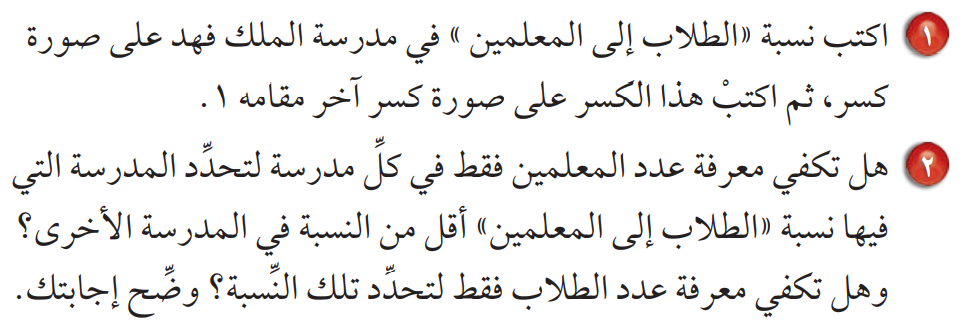 ١ اكتب نسبة «الطلاب إلى المعلمين » في مدرسة الملك فهد على صورة
كسر، ثم اكتبْ هذا الكسر على صورة كسر آخر مقامه ١.
٢ هل تكفي معرفة عدد المعلمين فقط في كلِّ مدرسة لتحدِّد المدرسة التي
فيها نسبة «الطلاب إلى المعلمين» أقل من النسبة في المدرسة الأخرى؟
وهل تكفي معرفة عدد الطلاب فقط لتحدِّد تلك النِّسبة؟ وضِّح إجابتك.